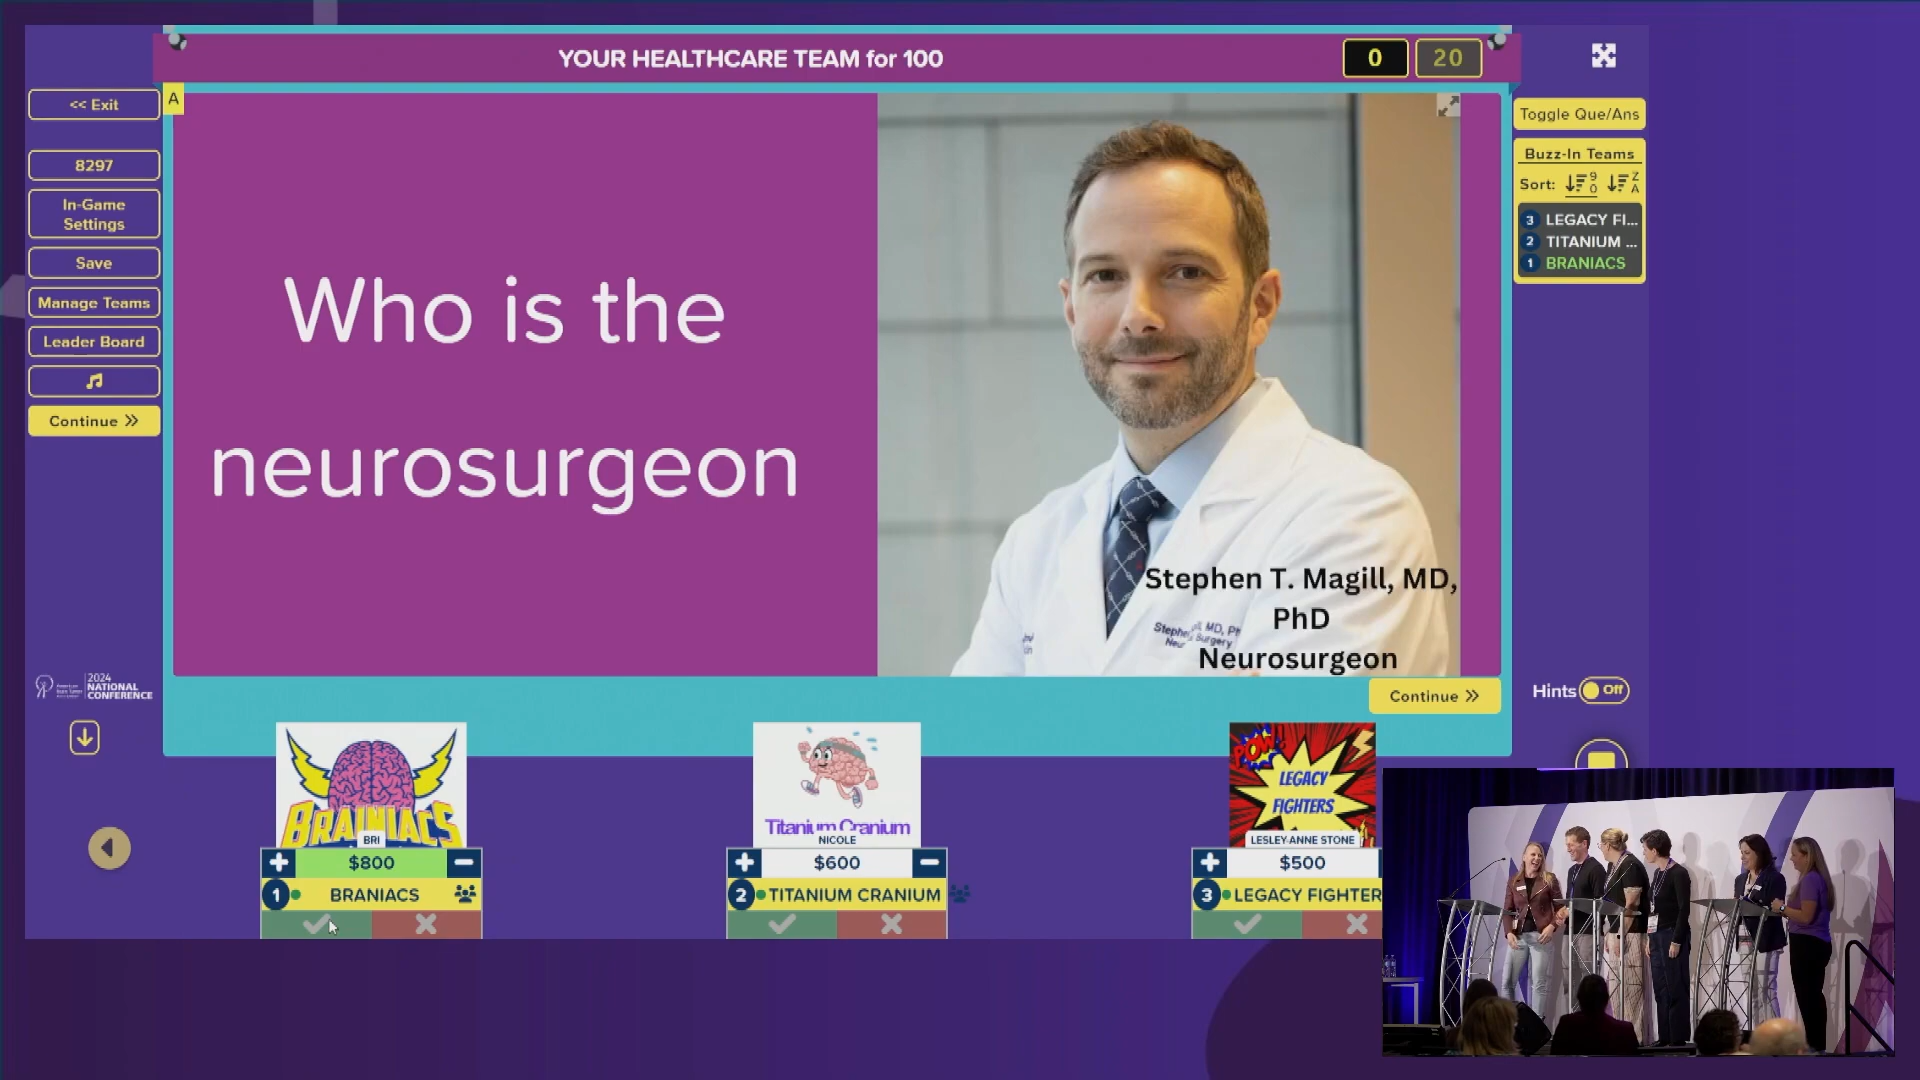 YOUR HEALTHCARE TEAM for 100
0
20
<< Exit
A
Toggle Que/Ans
8297
Buzz-In Teams
Sort:
9
0
Z
A
In-Game
Settings
3 LEGACY FI...
2 TITANIUM ...
1 BRANIACS
Save
Manage Teams
Leader Board
Continue
Who is the
neurosurgeon
Stephen T. Magill, MD,
PhD
Neurosurgeon
2024
NATIONAL
CONFERENCE
Continue
Hints Off
BRAINIACS
BRI
$800
1 BRANIACS
Titanium Cranium
NICOLE
$600
2 TITANIUM CRANIUM
POW!
LEGACY
FIGHTERS
LESLEY-ANNE STONE
$500
3 LEGACY FIGHTER